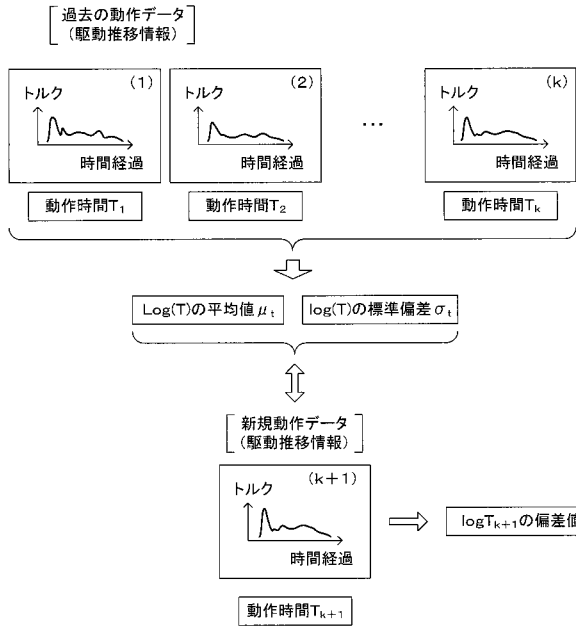 過去の動作データ
(駆動推移情報)
(1)
トルク
時間経過
(2)
トルク
時間経過
…
(k)
トルク
時間経過
動作時間T1
動作時間T2
動作時間Tk
Log(T)の平均値μt
log(T)の標準偏差σt
新規動作データ
(駆動推移情報)
(k+1)
トルク
時間経過
logTk+1の偏差値
動作時間Tk+1